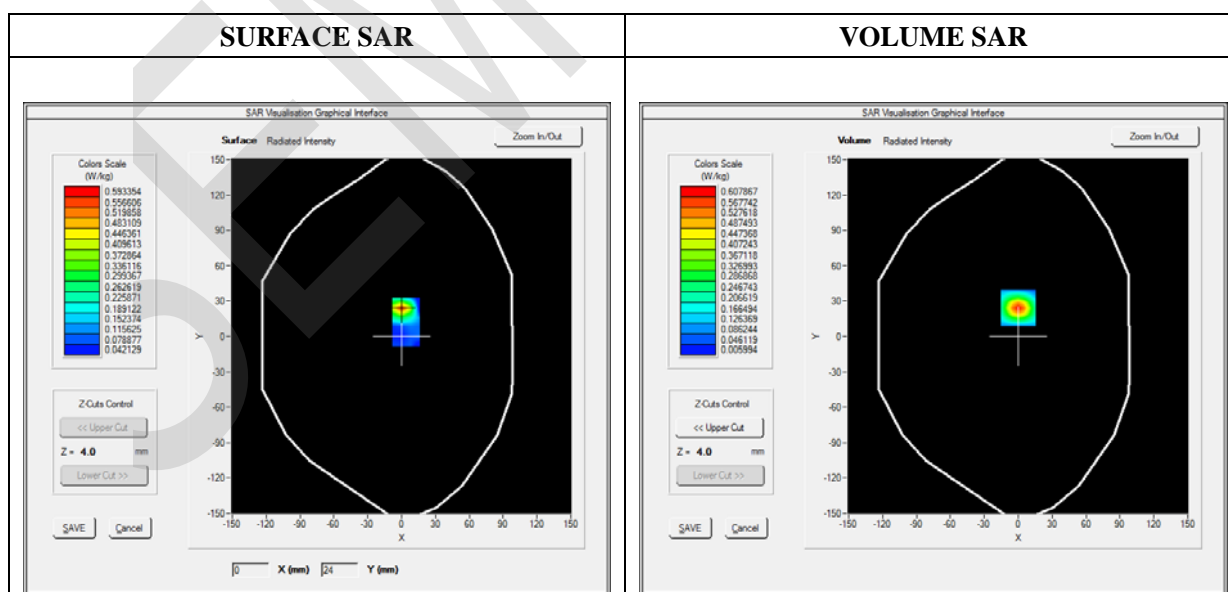 SURFACE SAR
VOLUME SAR
SAR Visualisation Graphical Interface
Surface Radiated Intensity
Zoom In/Out
Colors Scale
(W/kg)
0.593354
0.556606
0.519858
0.483109
0.446361
0.409613
0.372864
0.336116
0.299367
0.262619
0.225871
0.189122
0.152374
0.115625
0.078877
0.042129
Z-Cuts Control
<< Upper Cut
Z = 4.0 mm
Lower Cut >>
SAVE Cancel
150
120
90
60
30
0
-30
-60
-90
-120
-150
Y
-150 -120 -90 -60 -30 0 30 60 90 120 150
X
0 X (mm) 24 Y (mm)
SAR Visualisation Graphical Interface
Volume Radiated Intensity
Zoom In/Out
Colors Scale
(W/kg)
0.607867
0.567742
0.527618
0.487493
0.447368
0.407243
0.367118
0.326993
0.286868
0.246743
0.206619
0.166494
0.126369
0.086244
0.046119
0.005994
Z-Cuts Control
<< Upper Cut
Z = 4.0 mm
Lower Cut >>
SAVE Cancel
150
120
90
60
30
0
-30
-60
-90
-120
-150
Y
-150 -120 -90 -60 -30 0 30 60 90 120 150
X